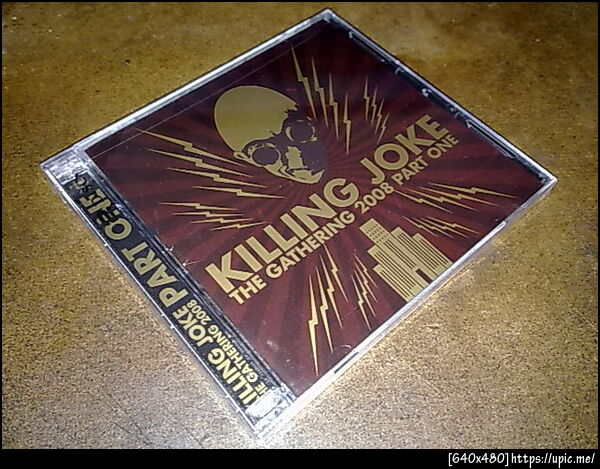 KILLING JOKE
THE GATHERING 2008 PART ONE
KILLING JOKE PART ONE
THE GATHERING 2008
[640x480]https://upic.me/